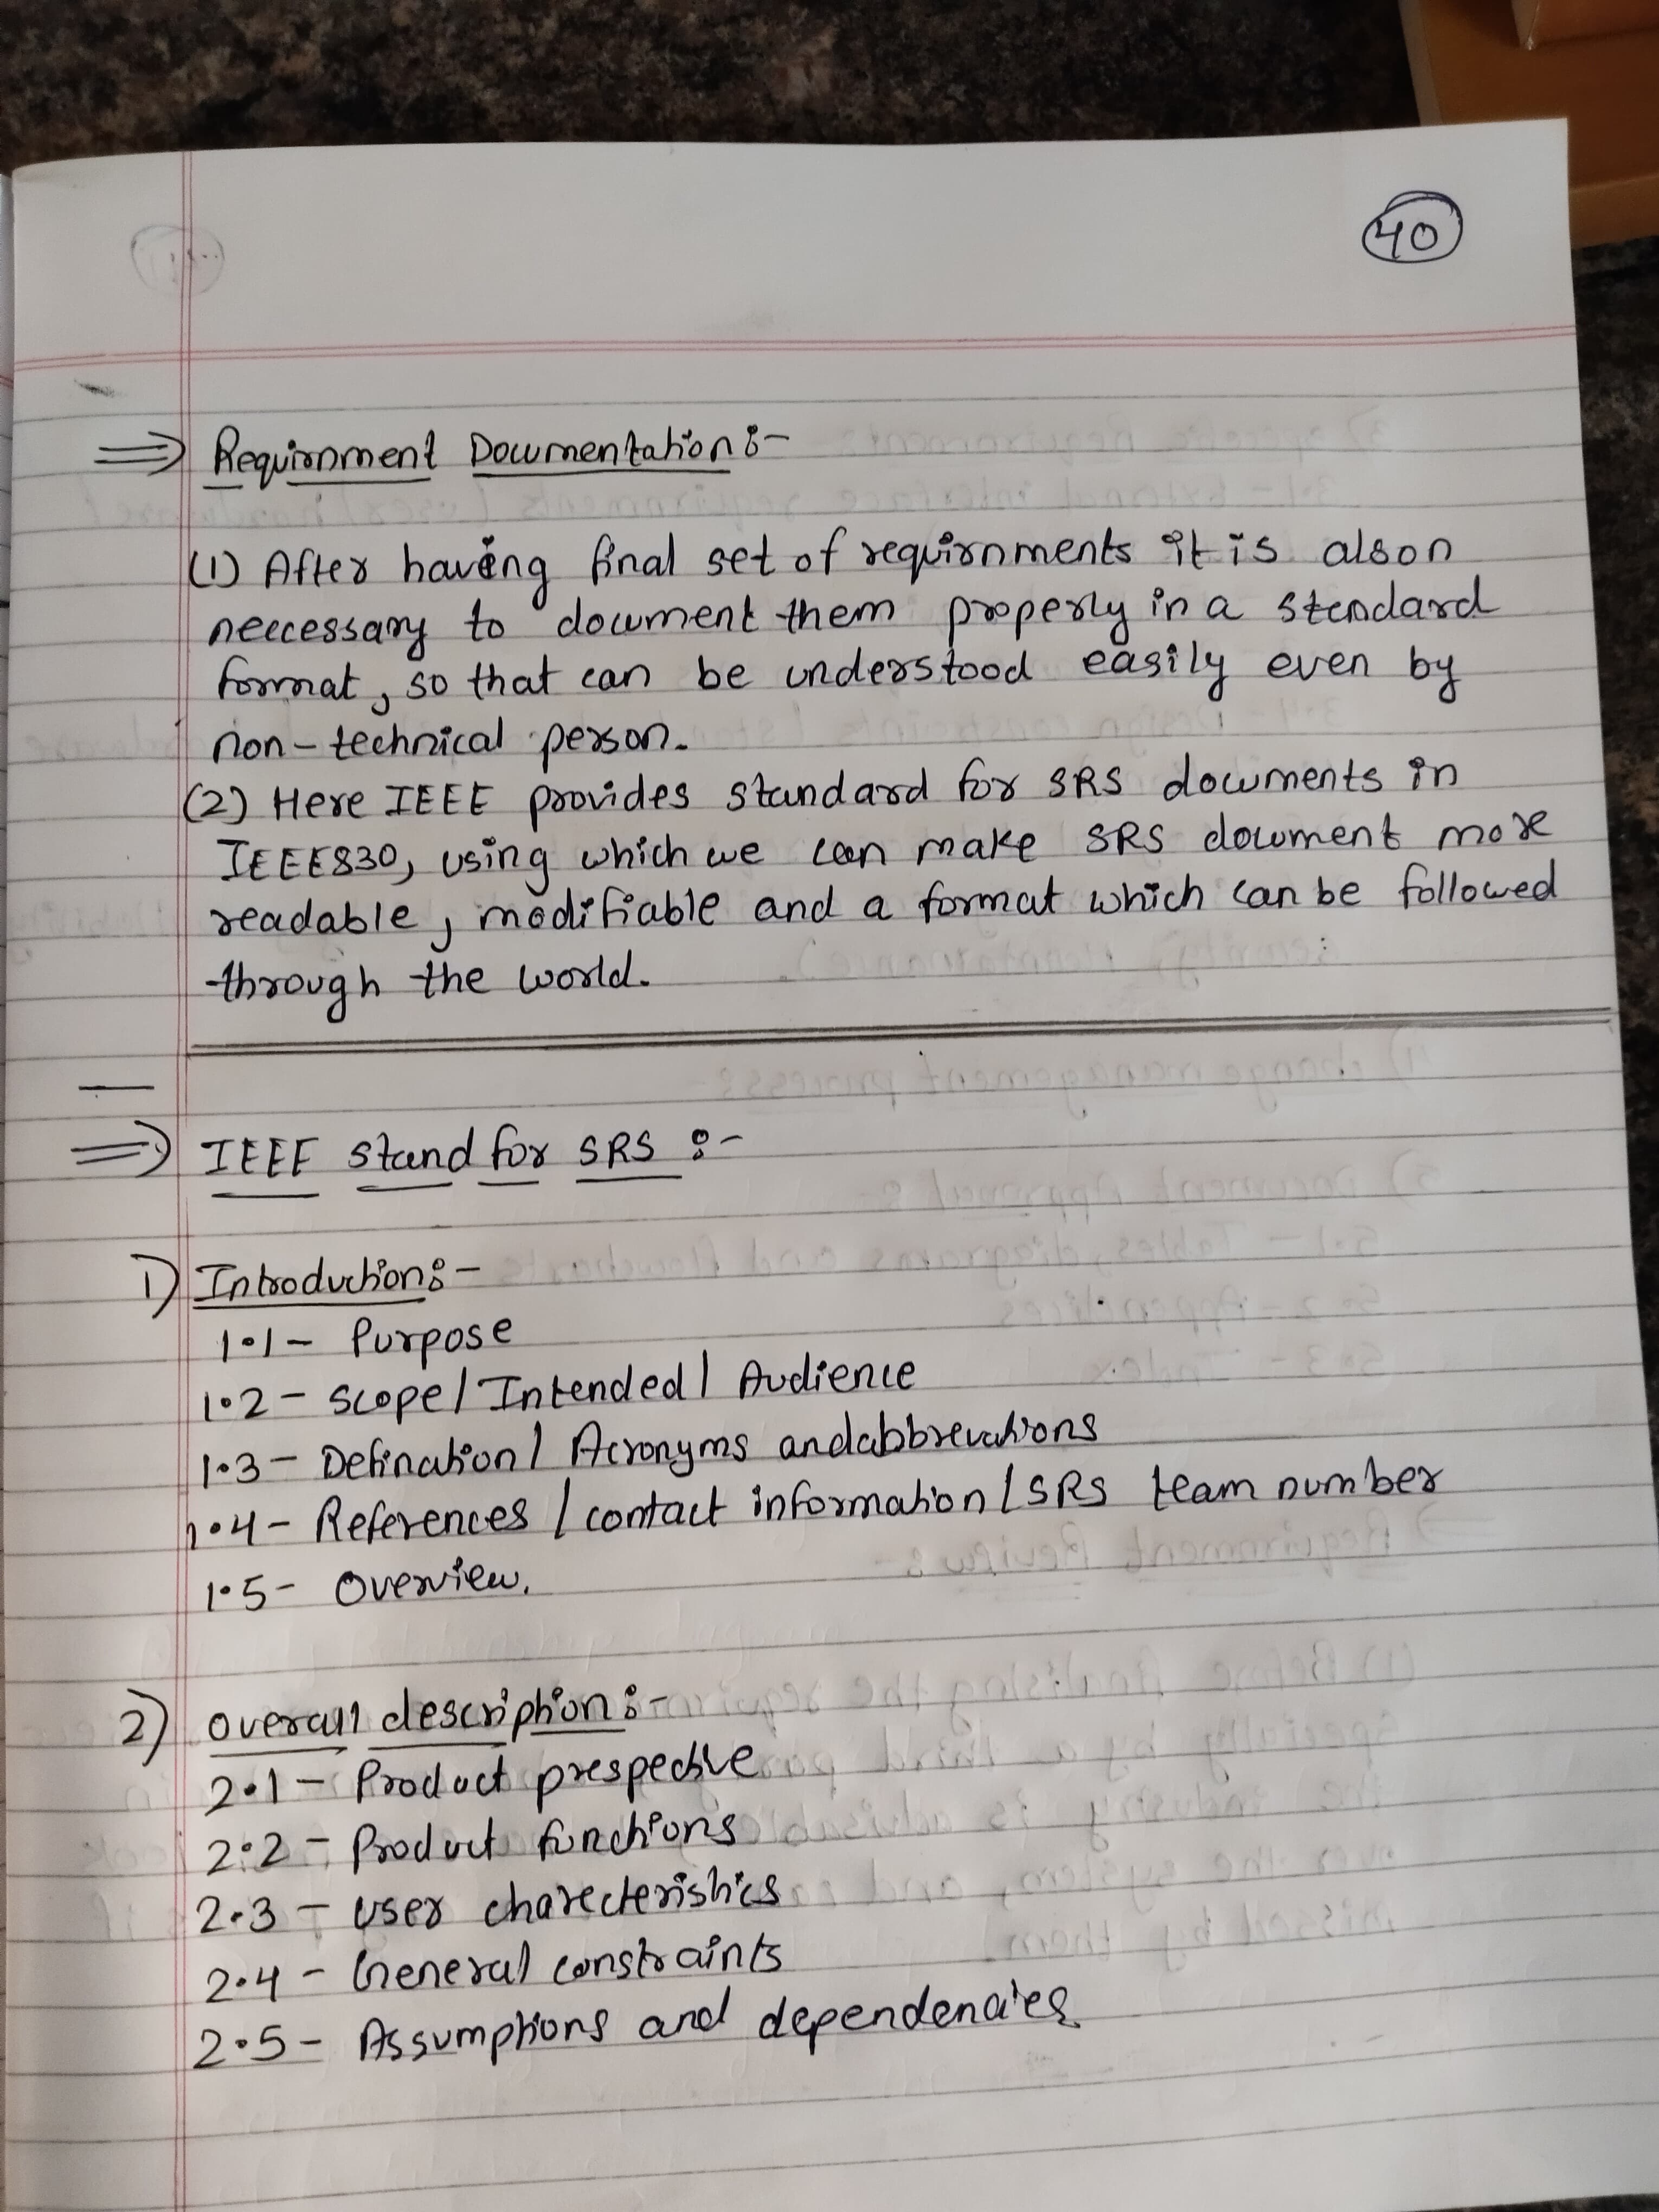 40
⇒ Requirnment Documentation:-
(1) After having final set of requirnments it is alson
neccessary to document them properly in a standard
format, so that can be understood easily even by
non-technical person.
(2) Here IEEE provides standard for SRS documents in
IEEE830, using which we can make SRS document more
readable, modifiable and a format which can be followed
through the world.
⇒ IEEE stand for SRS :-
1) Introduction:-
1.1- Purpose
1.2- scope/Intended/ Audience
1.3- Defination/ Acronyms and abbrevations
1.4- References / contact information / SRS team number
1.5- Overview.
2) overall description:-
2.1- Product prespective
2.2- Product functions
2.3- user charecteristics
2.4- General constraints
2.5- Assumptions and dependencies